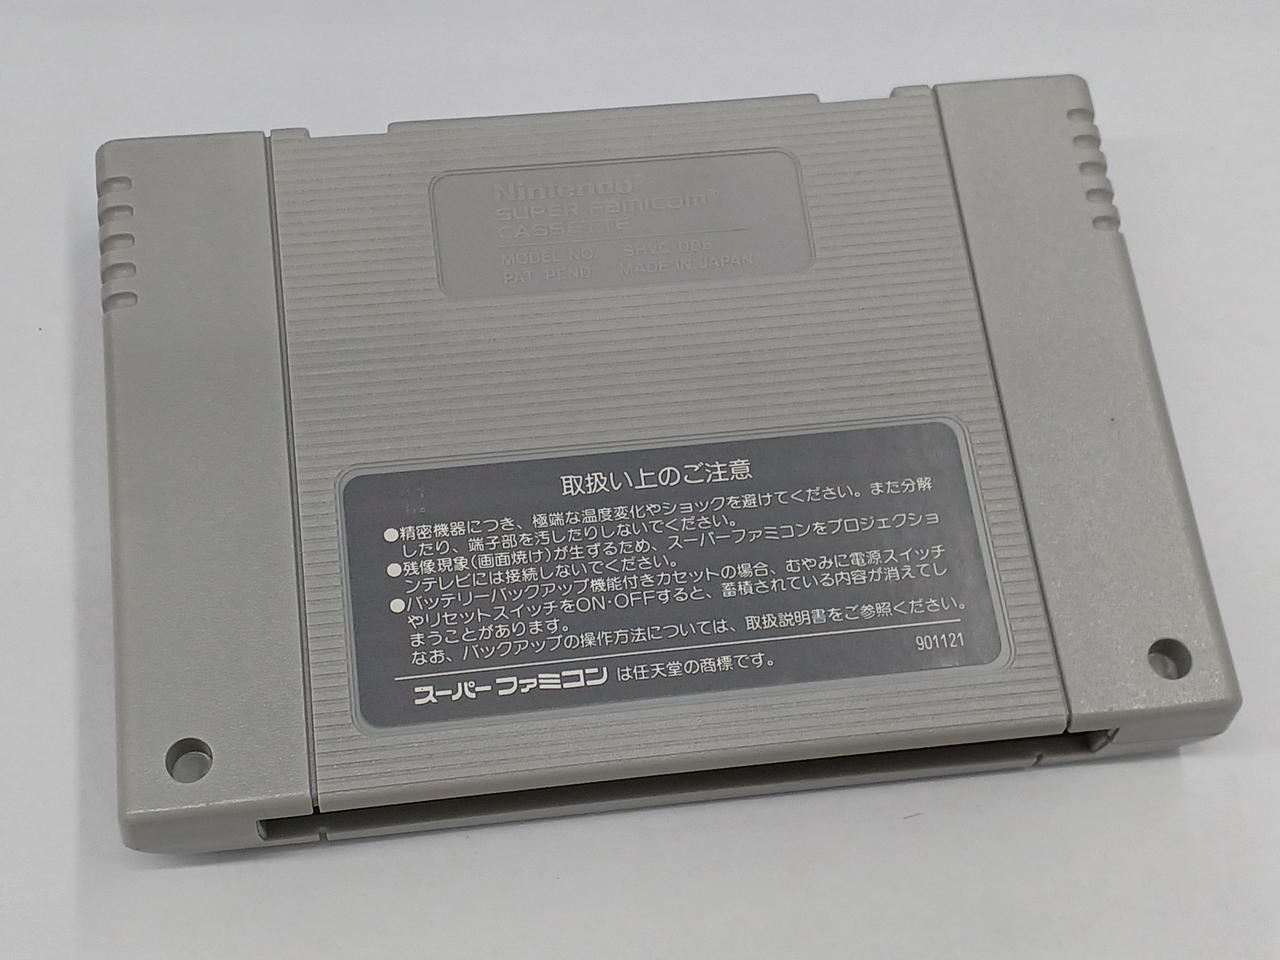 Nintendo
SUPER FAMICOM
CASSETTE
MODEL NO. SHVC-006
PAT. PEND. MADE IN JAPAN
12
取扱い上のご注意
●精密機器につき、極端な温度変化やショックを避けてください。また分解
したり、端子部を汚したりしないでください。
●残像現象(画面焼け)が生ずるため、スーパーファミコンをプロジェクショ
ンテレビには接続しないでください。
●バッテリーバックアップ機能付きカセットの場合、むやみに電源スイッチ
やリセットスイッチをON・OFFすると、蓄積されている内容が消えてし
まうことがあります。
なお、バックアップの操作方法については、取扱説明書をご参照ください。
スーパーファミコン は任天堂の商標です。
901121